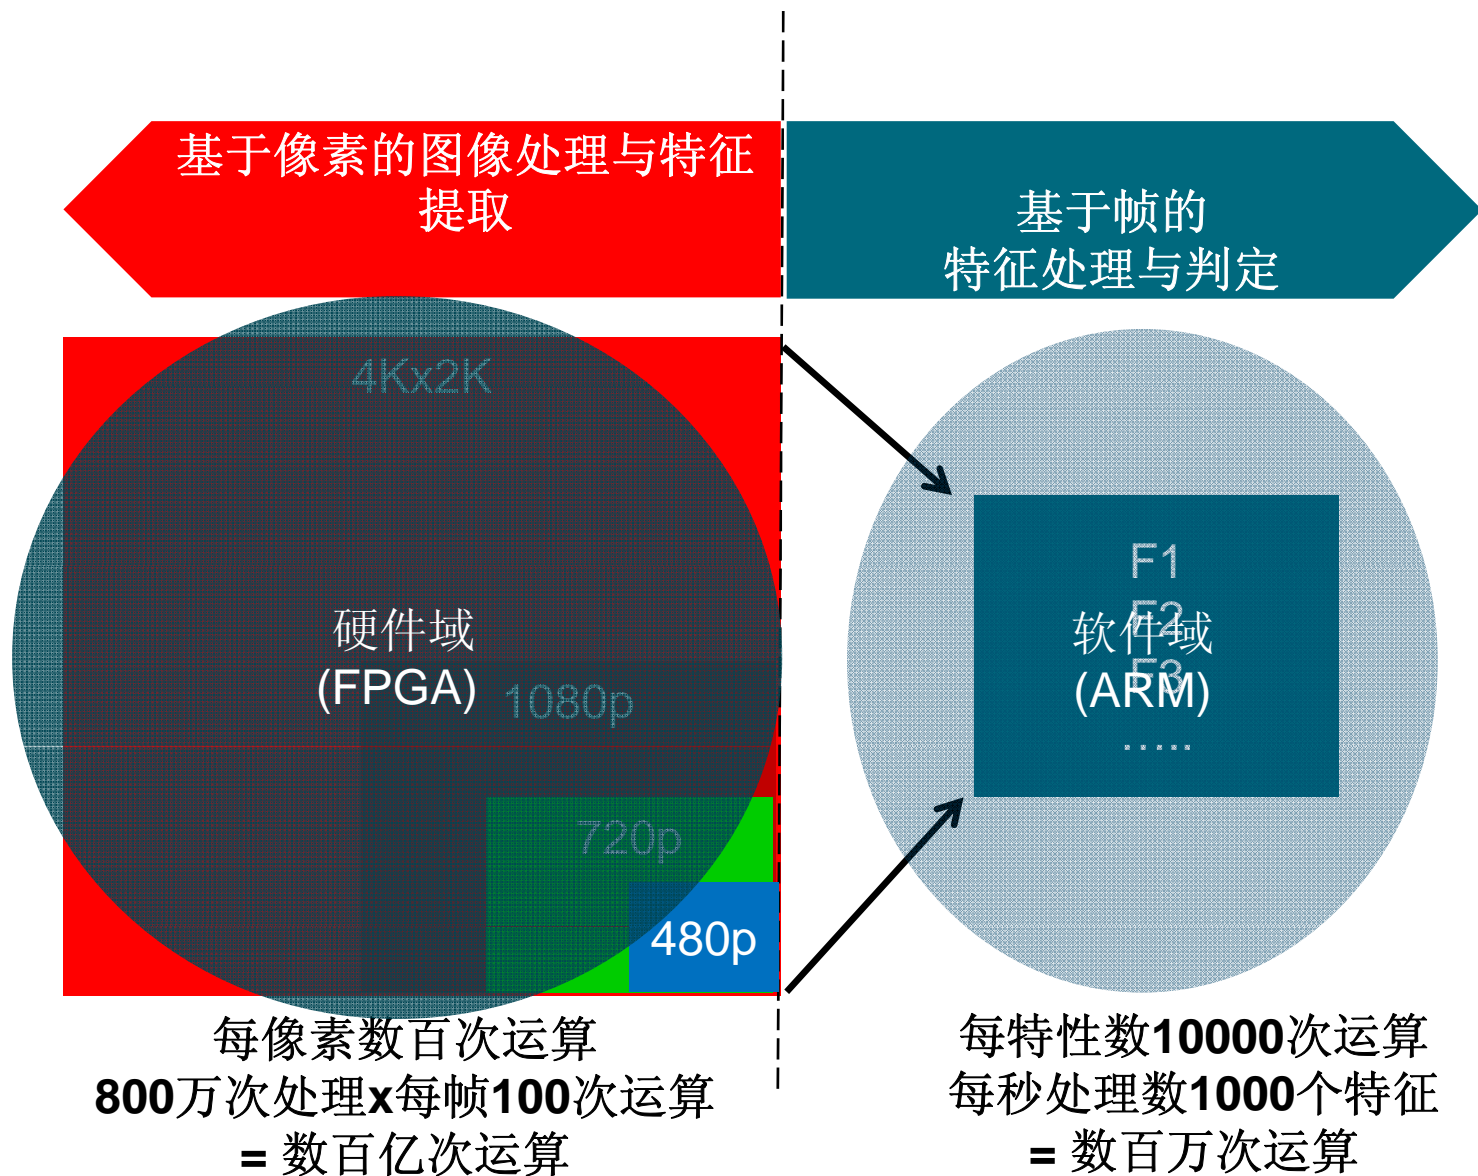 基于像素的图像处理与特征
提取
基于帧的
特征处理与判定
4Kx2K
硬件域
(FPGA)
1080p
720p
480p
F1
F2
F3
……
软件域
(ARM)
每像素数百次运算
800万次处理x每帧100次运算
= 数百亿次运算
每特性数10000次运算
每秒处理数1000个特征
= 数百万次运算